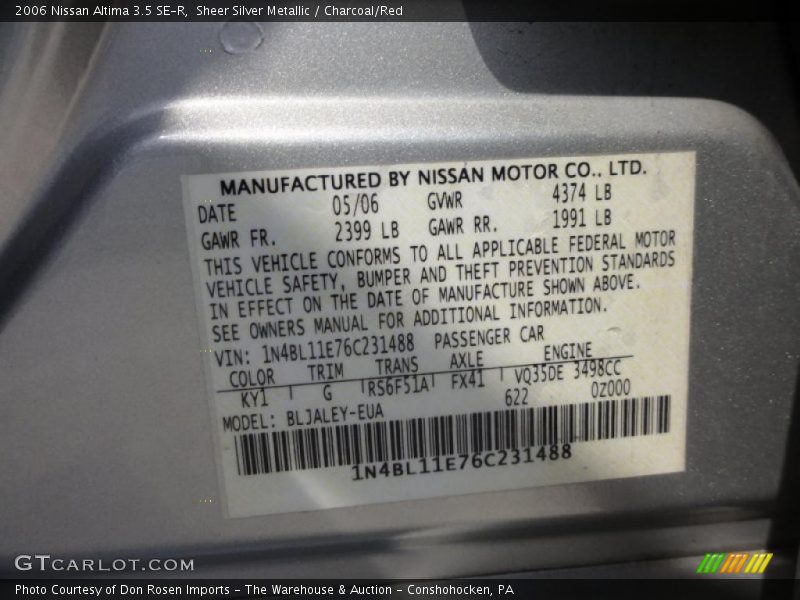 2006 Nissan Altima 3.5 SE-R, Sheer Silver Metallic / Charcoal/Red
MANUFACTURED BY NISSAN MOTOR CO., LTD.
DATE 05/06 GVWR 4374 LB
GAWR FR. 2399 LB GAWR RR. 1991 LB
THIS VEHICLE CONFORMS TO ALL APPLICABLE FEDERAL MOTOR
VEHICLE SAFETY, BUMPER AND THEFT PREVENTION STANDARDS
IN EFFECT ON THE DATE OF MANUFACTURE SHOWN ABOVE.
SEE OWNERS MANUAL FOR ADDITIONAL INFORMATION.
VIN: 1N4BL11E76C231488 PASSENGER CAR
COLOR TRIM TRANS AXLE ENGINE
KY1 G RS6F51A FX41 VQ35DE 3498CC
622 0Z000
MODEL: BLJALEY-EUA
1N4BL11E76C231488
GTCARLOT.COM
Photo Courtesy of Don Rosen Imports - The Warehouse & Auction - Conshohocken, PA